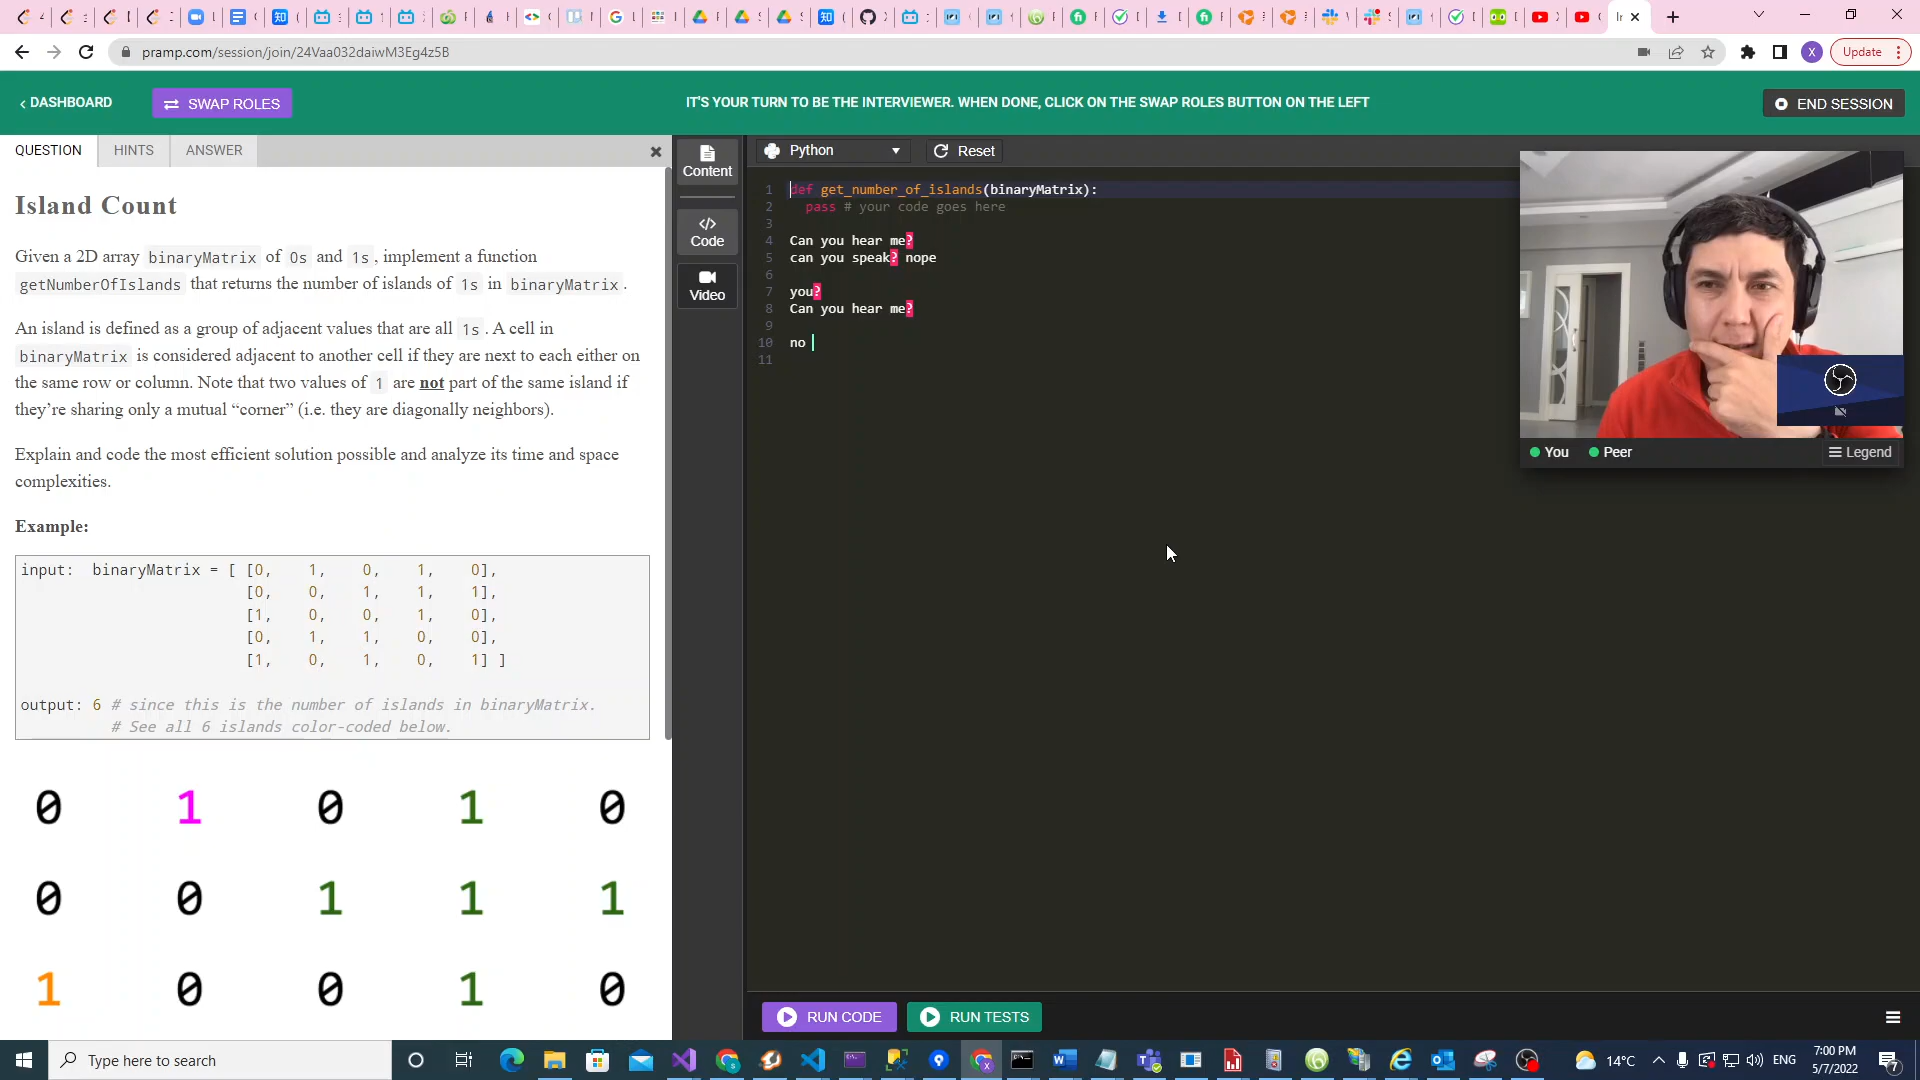 pramp.com/session/join/24Vaa032daiwM3Eg4z5B
X
Update
DASHBOARD
SWAP ROLES
IT'S YOUR TURN TO BE THE INTERVIEWER. WHEN DONE, CLICK ON THE SWAP ROLES BUTTON ON THE LEFT
END SESSION
QUESTION
HINTS
ANSWER
Island Count
Given a 2D array binaryMatrix of 0s and 1s, implement a function
getNumberOfIslands that returns the number of islands of 1s in binaryMatrix.
An island is defined as a group of adjacent values that are all 1s. A cell in
binaryMatrix is considered adjacent to another cell if they are next to each either on
the same row or column. Note that two values of 1 are not part of the same island if
they’re sharing only a mutual “corner” (i.e. they are diagonally neighbors).
Explain and code the most efficient solution possible and analyze its time and space
complexities.
Example:
input: binaryMatrix = [ [0, 1, 0, 1, 0],
[0, 0, 1, 1, 1],
[1, 0, 0, 1, 0],
[0, 1, 1, 0, 0],
[1, 0, 1, 0, 1] ]
output: 6 # since this is the number of islands in binaryMatrix.
# See all 6 islands color-coded below.
0 1 0 1 0
0 0 1 1 1
1 0 0 1 0
Content
Code
Video
Python
Reset
1 def get_number_of_islands(binaryMatrix):
2 pass # your code goes here
3
4 Can you hear me?
5 can you speak? nope
6
7 you?
8 Can you hear me?
9
10 no
11
You
Peer
Legend
RUN CODE
RUN TESTS
Type here to search
14°C
ENG
7:00 PM
5/7/2022
7